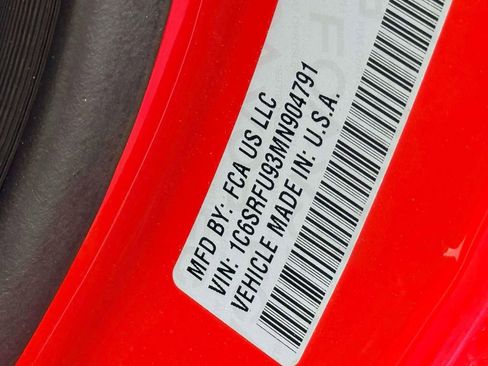 MFD BY: FCA US LLC
VIN: 1C6SRFU93MN904791
VEHICLE MADE IN: U.S.A.